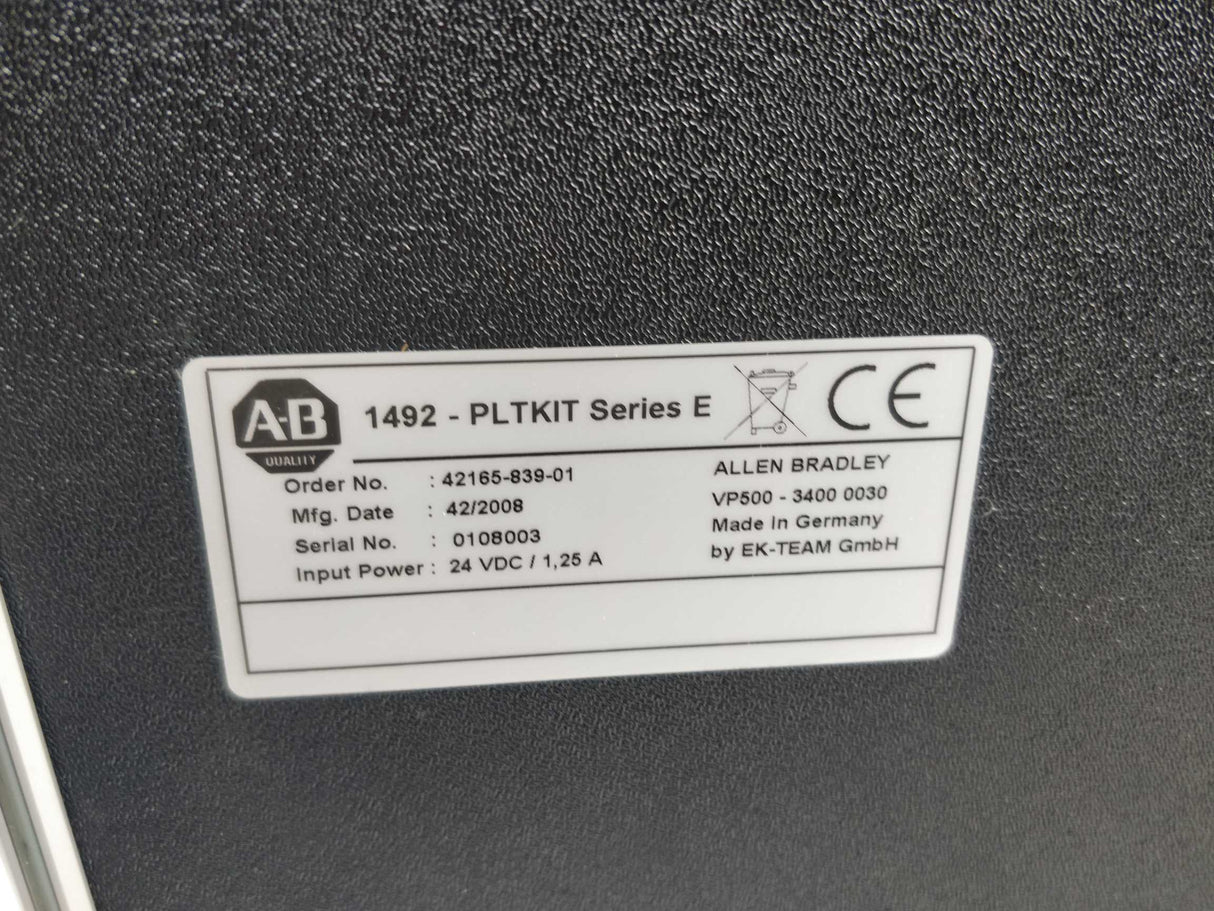 A-B
QUALITY
1492 - PLTKIT Series E
CE
Order No. : 42165-839-01
Mfg. Date : 42/2008
Serial No. : 0108003
Input Power : 24 VDC / 1,25 A
ALLEN BRADLEY
VP500 - 3400 0030
Made In Germany
by EK-TEAM GmbH